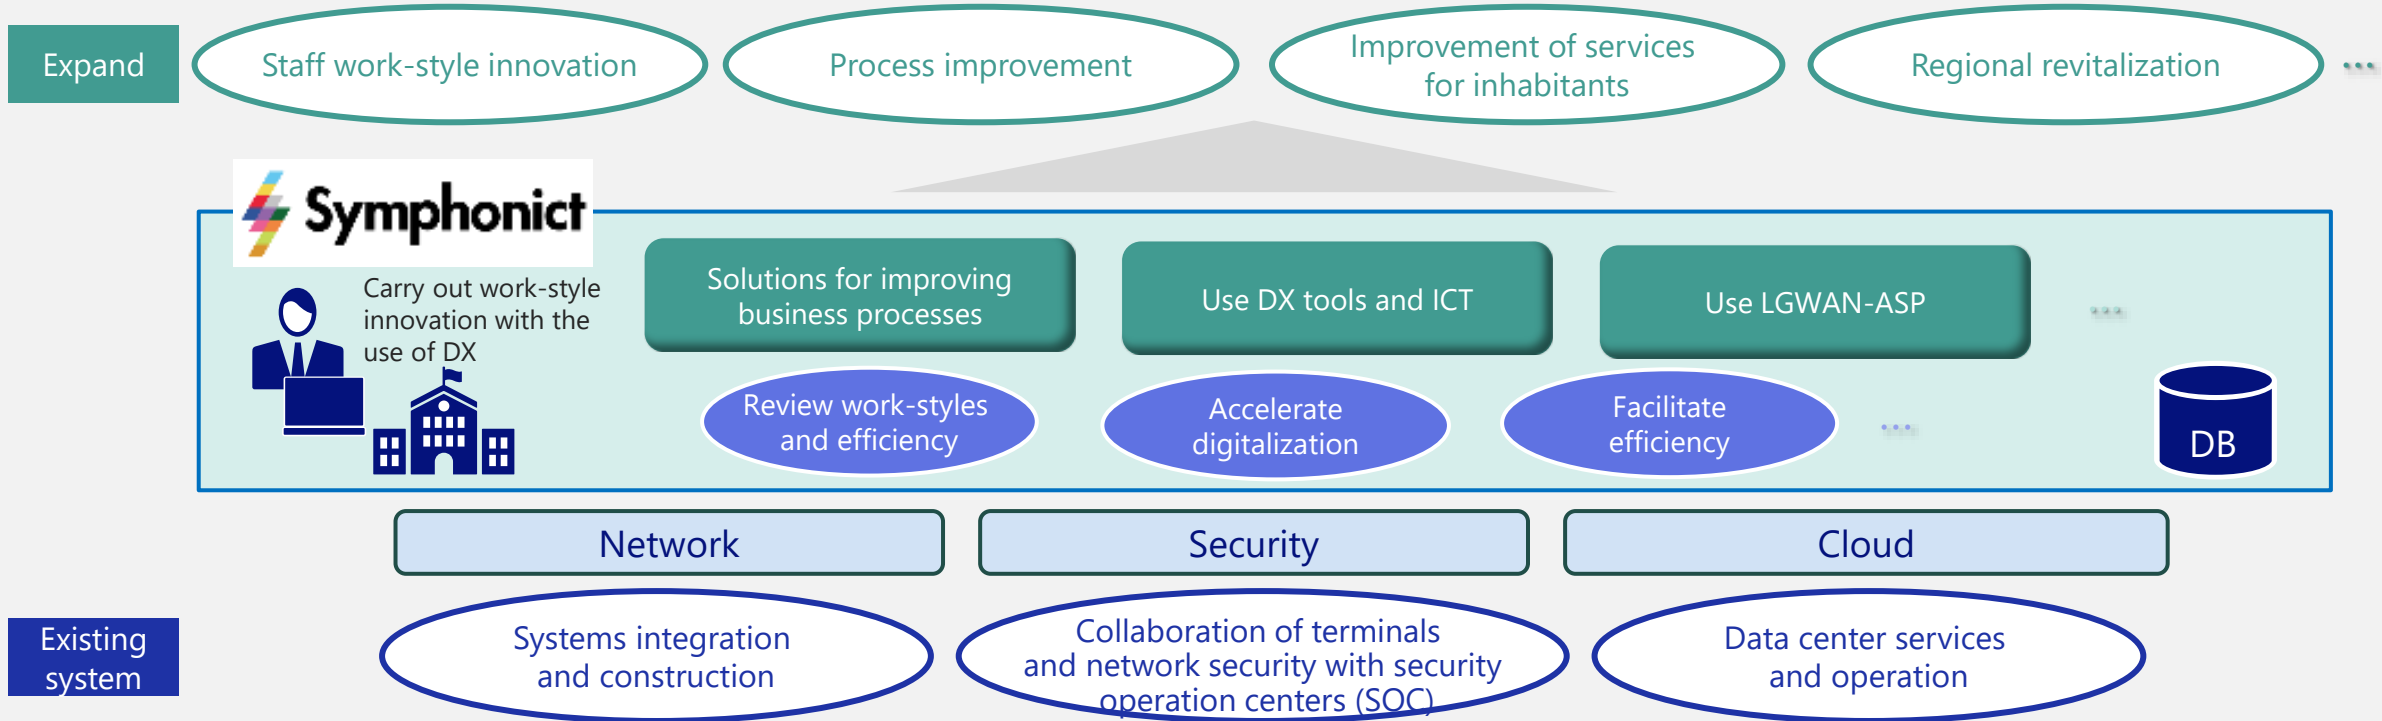 Expand
Staff work-style innovation
Process improvement
Improvement of services
for inhabitants
Regional revitalization
...
Symphonict
Carry out work-style
innovation with the
use of DX
Solutions for improving
business processes
Use DX tools and ICT
Use LGWAN-ASP
...
Review work-styles
and efficiency
Accelerate
digitalization
Facilitate
efficiency
...
DB
Network
Security
Cloud
Existing
system
Systems integration
and construction
Collaboration of terminals
and network security with security
operation centers (SOC)
Data center services
and operation